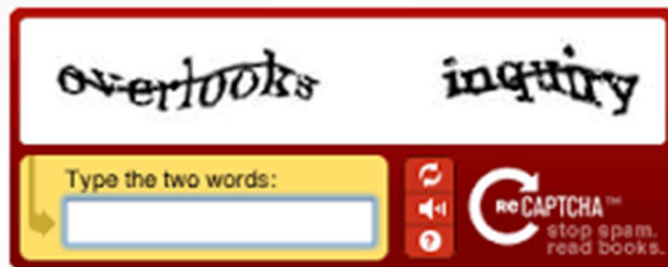 overlooks inquiry
Type the two words:
reCAPTCHA™
stop spam.
read books.